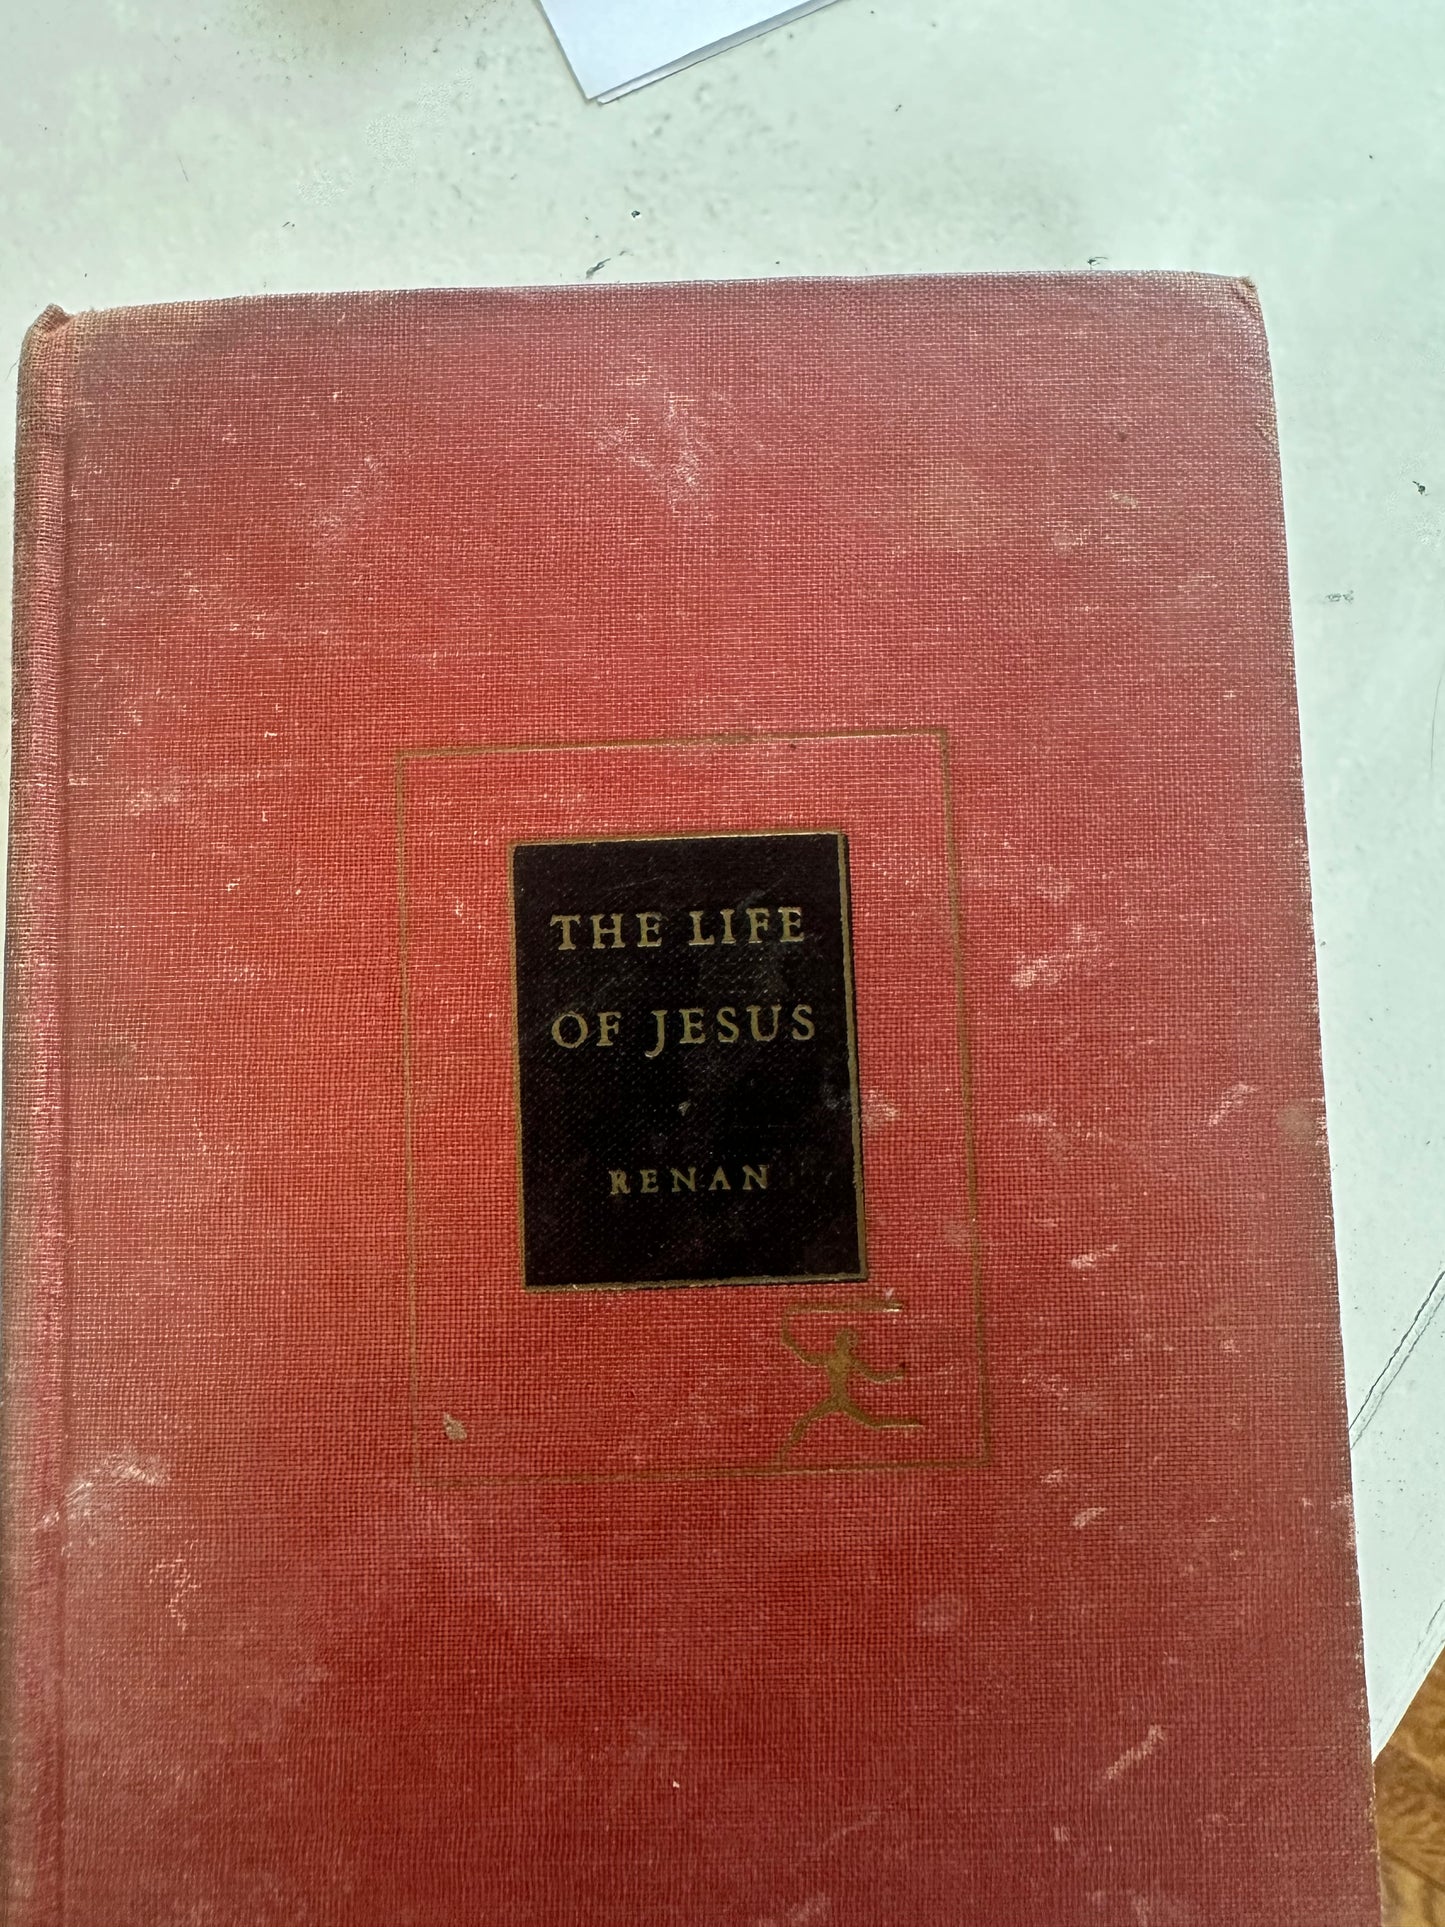 THE LIFE
OF JESUS
RENAN